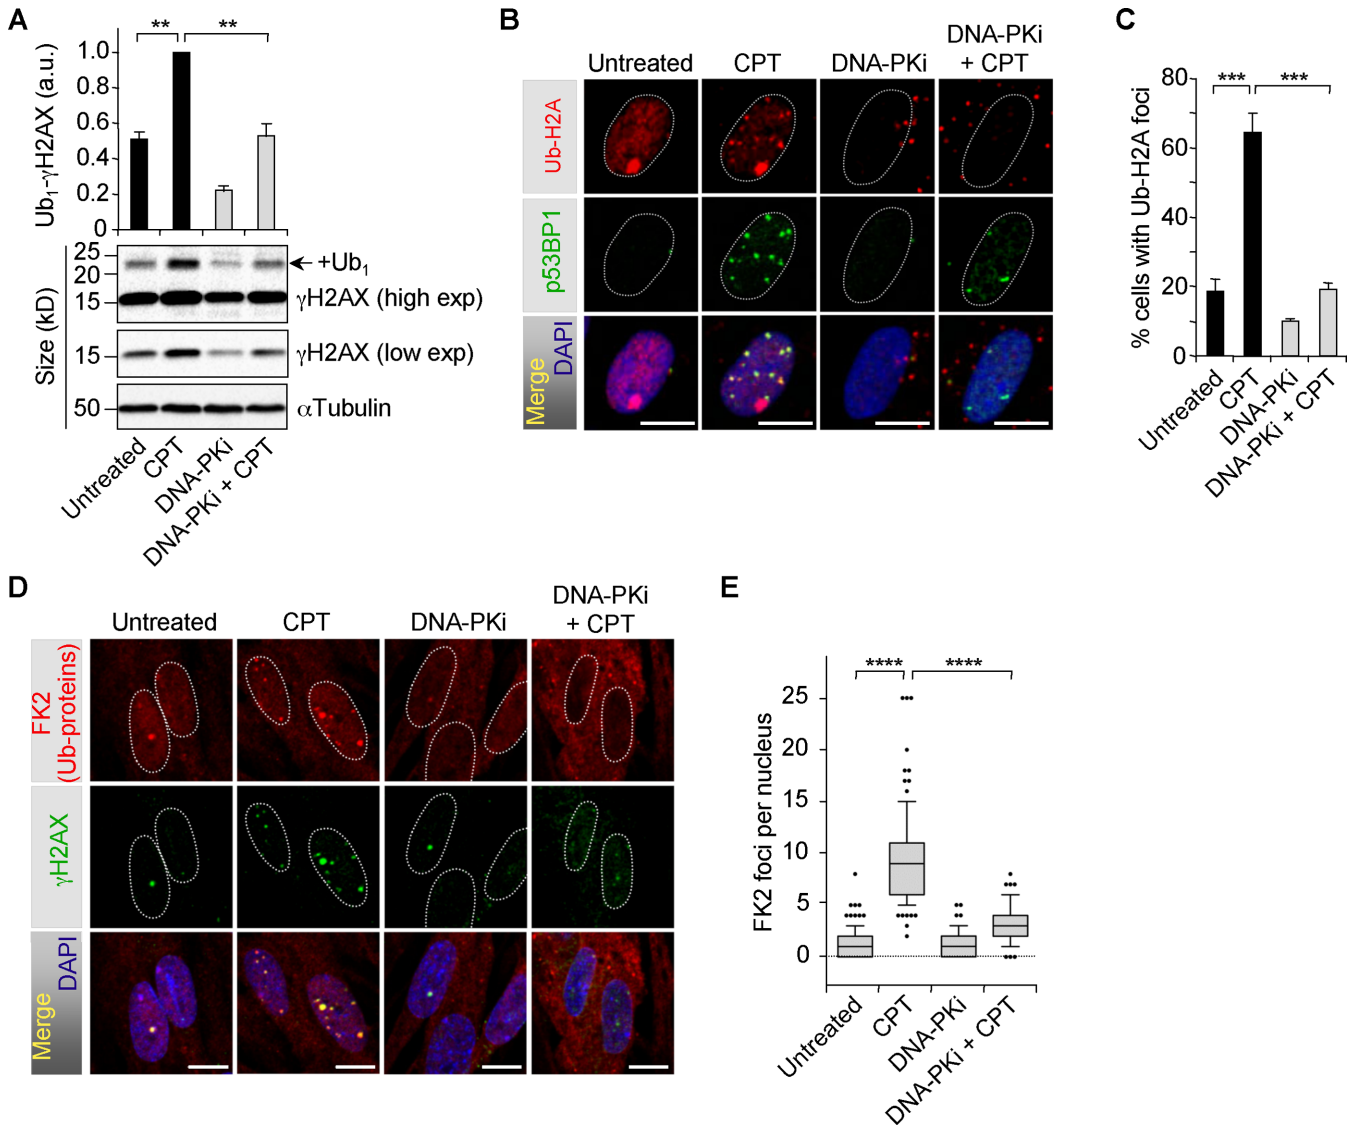 A
** **
Ub1-γH2AX (a.u.)
1.0
0.8
0.6
0.4
0.2
0
Size (kD)
25
20
15
+Ub1
γH2AX (high exp)
15
γH2AX (low exp)
50
αTubulin
Untreated
CPT
DNA-PKi
DNA-PKi + CPT
B
Untreated
CPT
DNA-PKi
DNA-PKi
+ CPT
Ub-H2A
p53BP1
Merge
DAPI
C
*** ***
% cells with Ub-H2A foci
80
60
40
20
0
Untreated
CPT
DNA-PKi
DNA-PKi + CPT
D
Untreated
CPT
DNA-PKi
DNA-PKi
+ CPT
FK2
(Ub-proteins)
γH2AX
Merge
DAPI
E
**** ****
FK2 foci per nucleus
25
20
15
10
5
0
Untreated
CPT
DNA-PKi
DNA-PKi + CPT